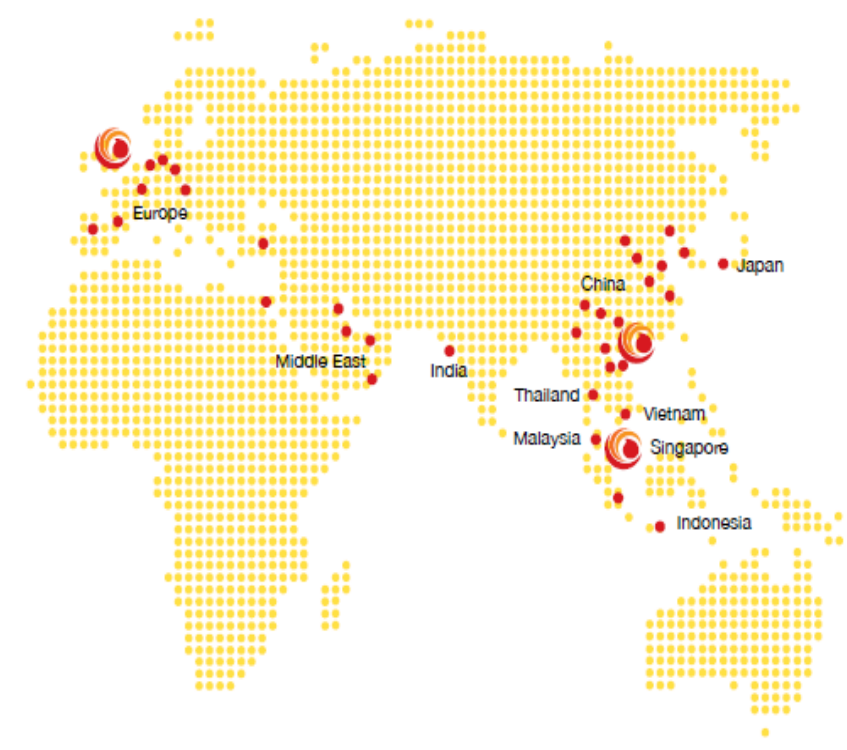 Europe
Japan
China
Middle East
India
Thailand
Vietnam
Malaysia
Singapore
Indonesia